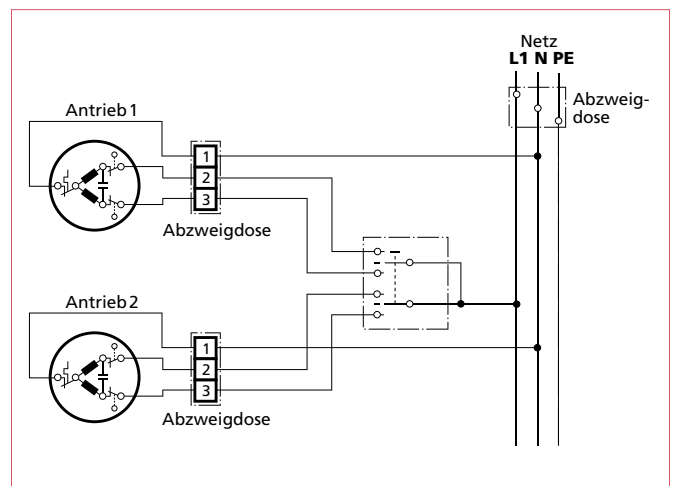 Netz
L1 N PE
Abzweig-
dose
Antrieb 1
1
2
3
Abzweigdose
Antrieb 2
1
2
3
Abzweigdose